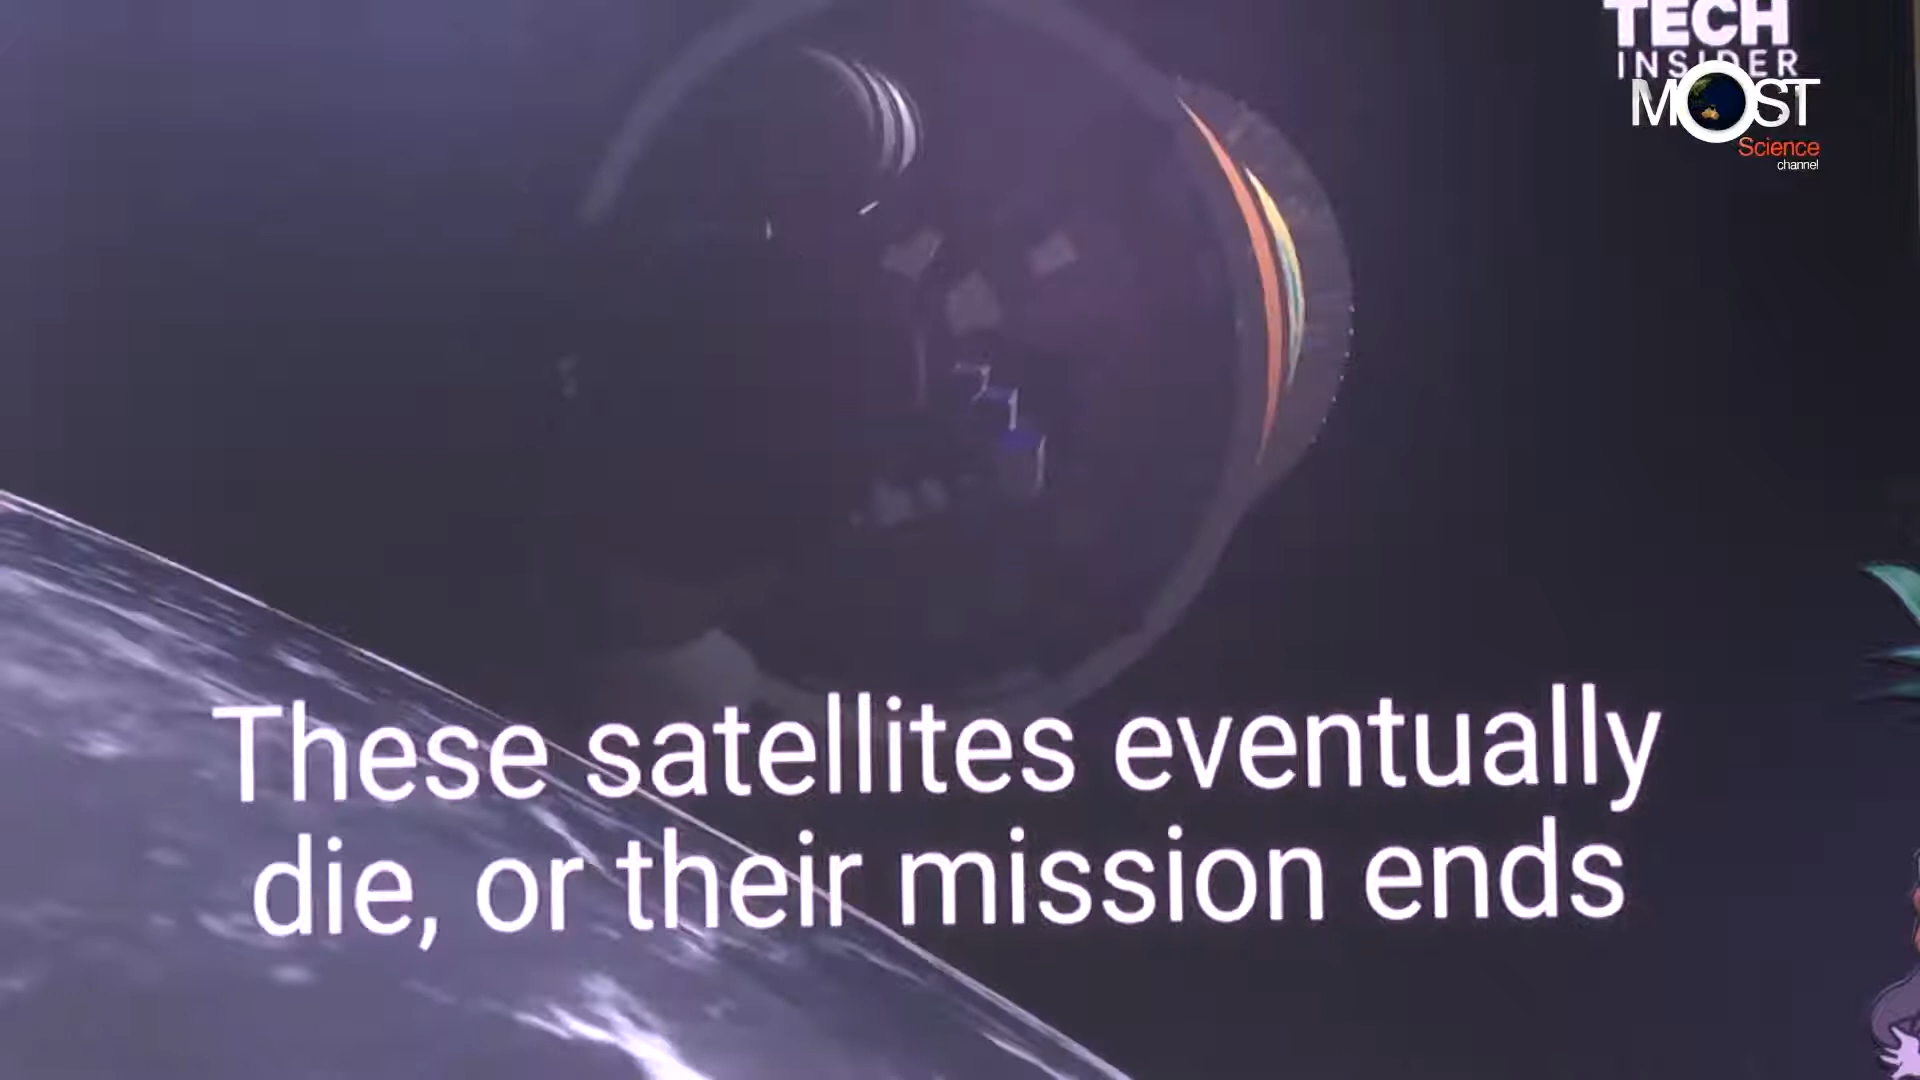 TECH
INSIDER
MOST
Science
channel
These satellites eventually
die, or their mission ends